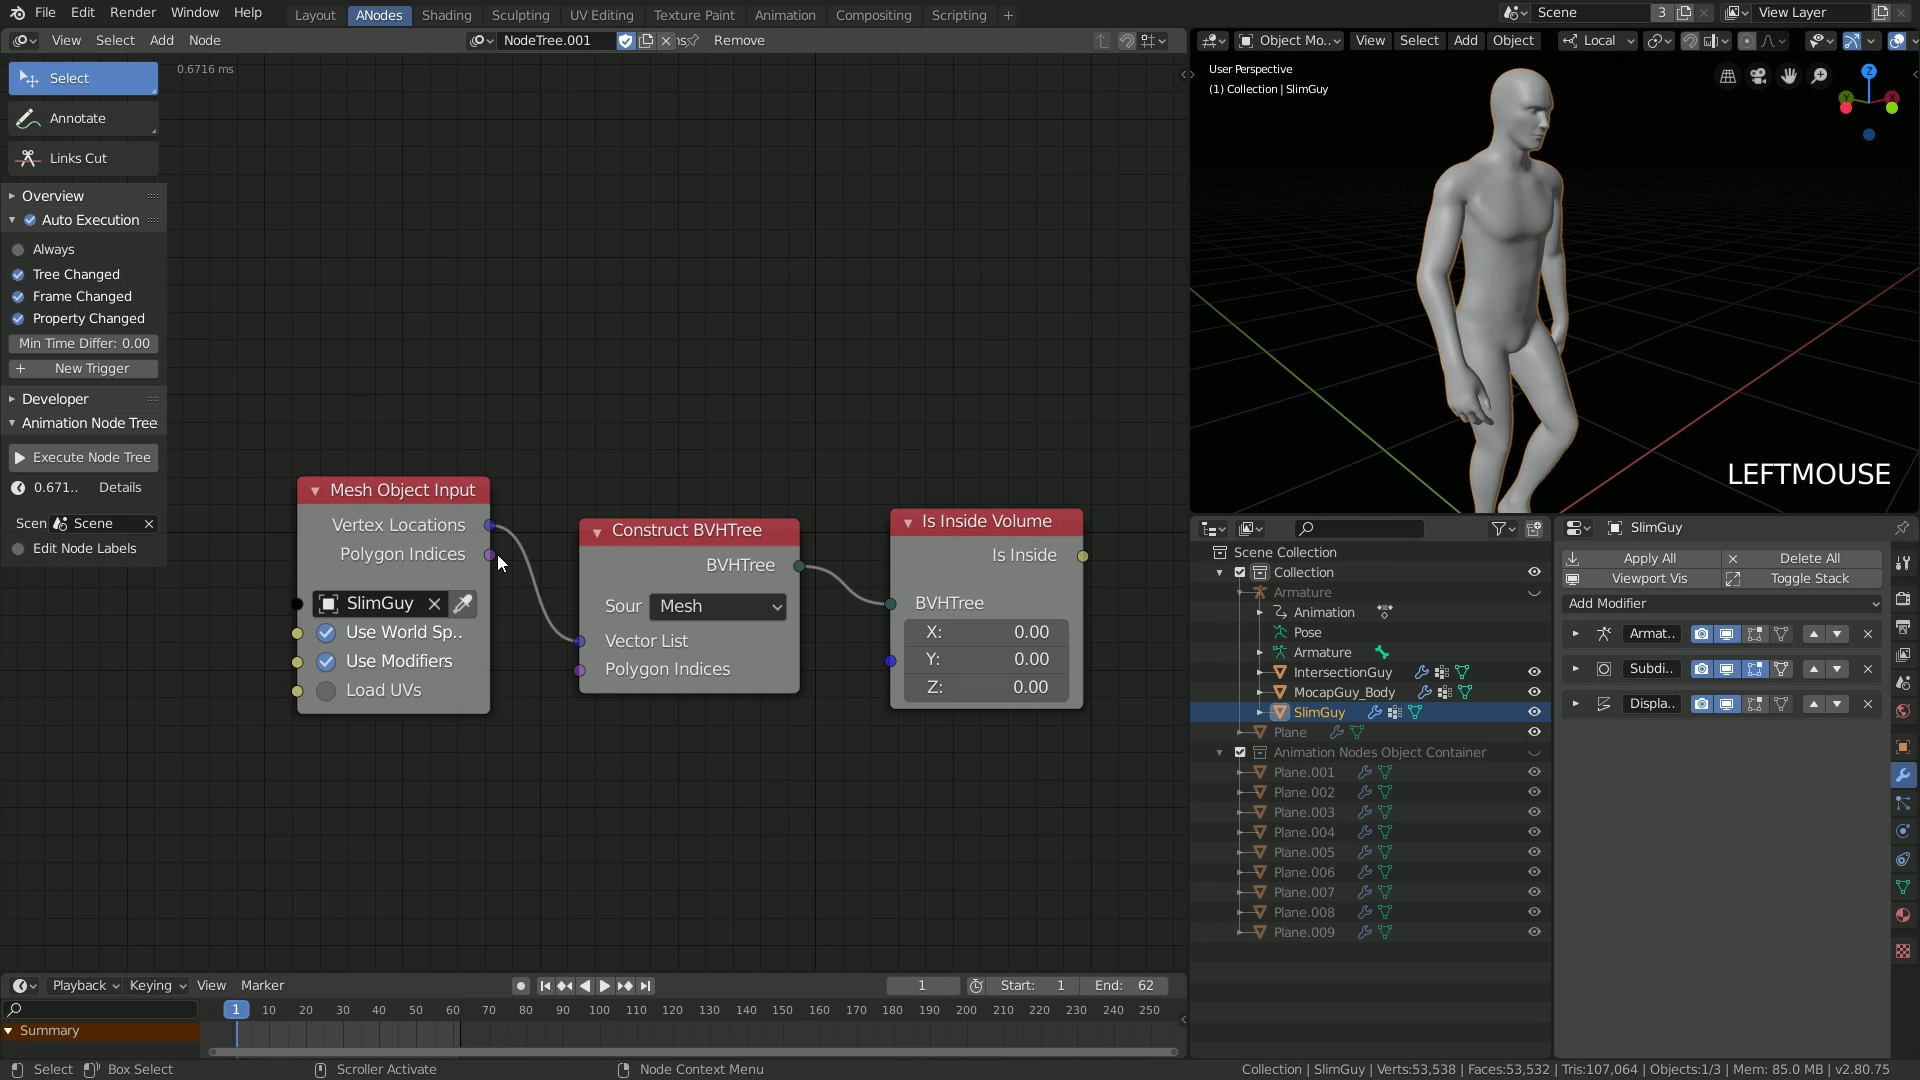 File Edit Render Window Help Layout ANodes Shading Sculpting UV Editing Texture Paint Animation Compositing Scripting + Scene 3 View Layer
View Select Add Node NodeTree.001 Remove Object Mo.. View Select Add Object Local
0.6716 ms
Select
Annotate
Links Cut
Overview
Auto Execution
Always
Tree Changed
Frame Changed
Property Changed
Min Time Differ: 0.00
New Trigger
Developer
Animation Node Tree
Execute Node Tree
0.671.. Details
Scen Scene
Edit Node Labels
Mesh Object Input
Vertex Locations
Polygon Indices
SlimGuy
Use World Sp..
Use Modifiers
Load UVs
Construct BVHTree
BVHTree
Sour Mesh
Vector List
Polygon Indices
Is Inside Volume
Is Inside
BVHTree
X: 0.00
Y: 0.00
Z: 0.00
User Perspective
(1) Collection | SlimGuy
Z
LEFTMOUSE
Scene Collection
Collection
Armature
Animation
Pose
Armature
IntersectionGuy
MocapGuy_Body
SlimGuy
Plane
Animation Nodes Object Container
Plane.001
Plane.002
Plane.003
Plane.004
Plane.005
Plane.006
Plane.007
Plane.008
Plane.009
SlimGuy
Apply All Delete All
Viewport Vis Toggle Stack
Add Modifier
Armat..
Subdi..
Displa..
Playback Keying View Marker 1 Start: 1 End: 62
1 10 20 30 40 50 60 70 80 90 100 110 120 130 140 150 160 170 180 190 200 210 220 230 240 250
Summary
Select Box Select Scroller Activate Node Context Menu Collection | SlimGuy | Verts:53,538 | Faces:53,532 | Tris:107,064 | Objects:1/3 | Mem: 85.0 MB | v2.80.75